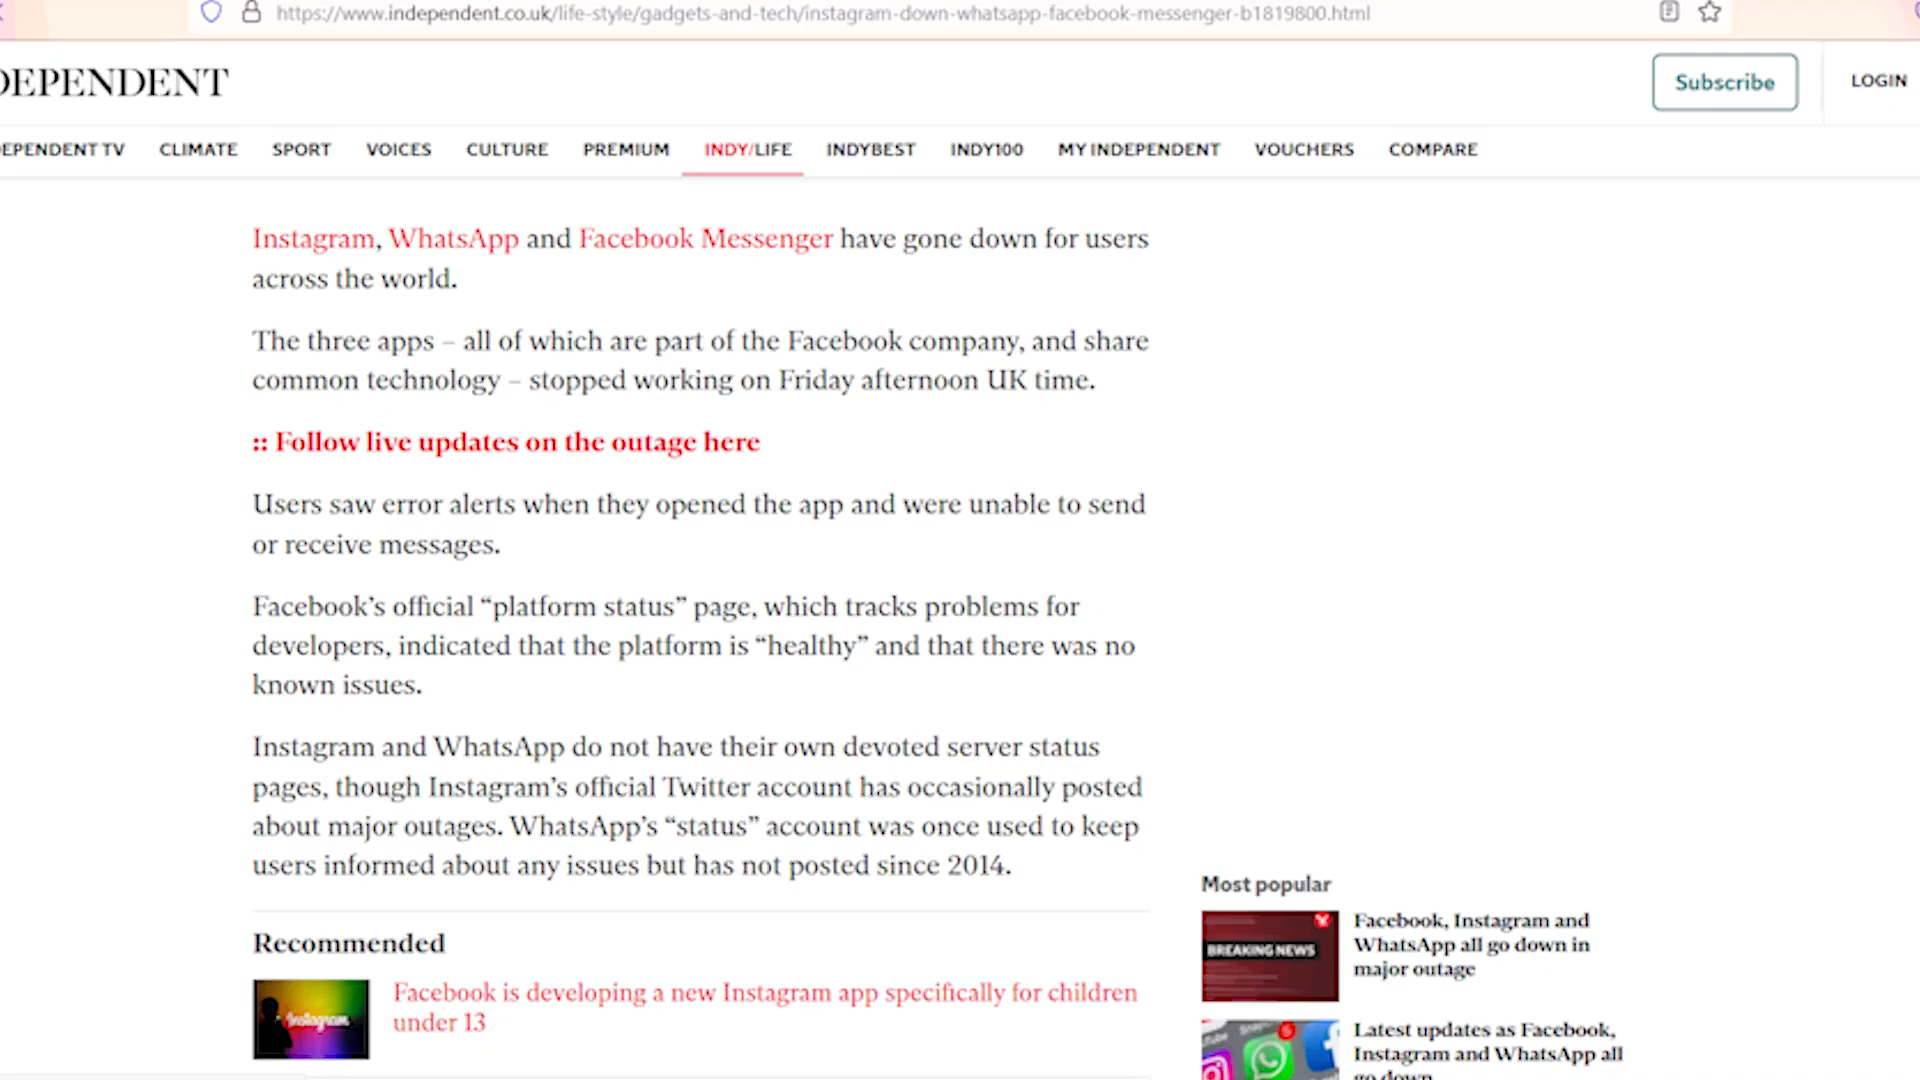 https://www.independent.co.uk/life-style/gadgets-and-tech/instagram-down-whatsapp-facebook-messenger-b1819800.html
DEPENDENT
Subscribe
LOGIN
EPENDENT TV CLIMATE SPORT VOICES CULTURE PREMIUM INDY/LIFE INDYBEST INDY100 MY INDEPENDENT VOUCHERS COMPARE
Instagram, WhatsApp and Facebook Messenger have gone down for users
across the world.
The three apps – all of which are part of the Facebook company, and share
common technology – stopped working on Friday afternoon UK time.
:: Follow live updates on the outage here
Users saw error alerts when they opened the app and were unable to send
or receive messages.
Facebook’s official “platform status” page, which tracks problems for
developers, indicated that the platform is “healthy” and that there was no
known issues.
Instagram and WhatsApp do not have their own devoted server status
pages, though Instagram’s official Twitter account has occasionally posted
about major outages. WhatsApp’s “status” account was once used to keep
users informed about any issues but has not posted since 2014.
Recommended
Instagram
Facebook is developing a new Instagram app specifically for children
under 13
Most popular
BREAKING NEWS
Facebook, Instagram and
WhatsApp all go down in
major outage
Latest updates as Facebook,
Instagram and WhatsApp all
go down